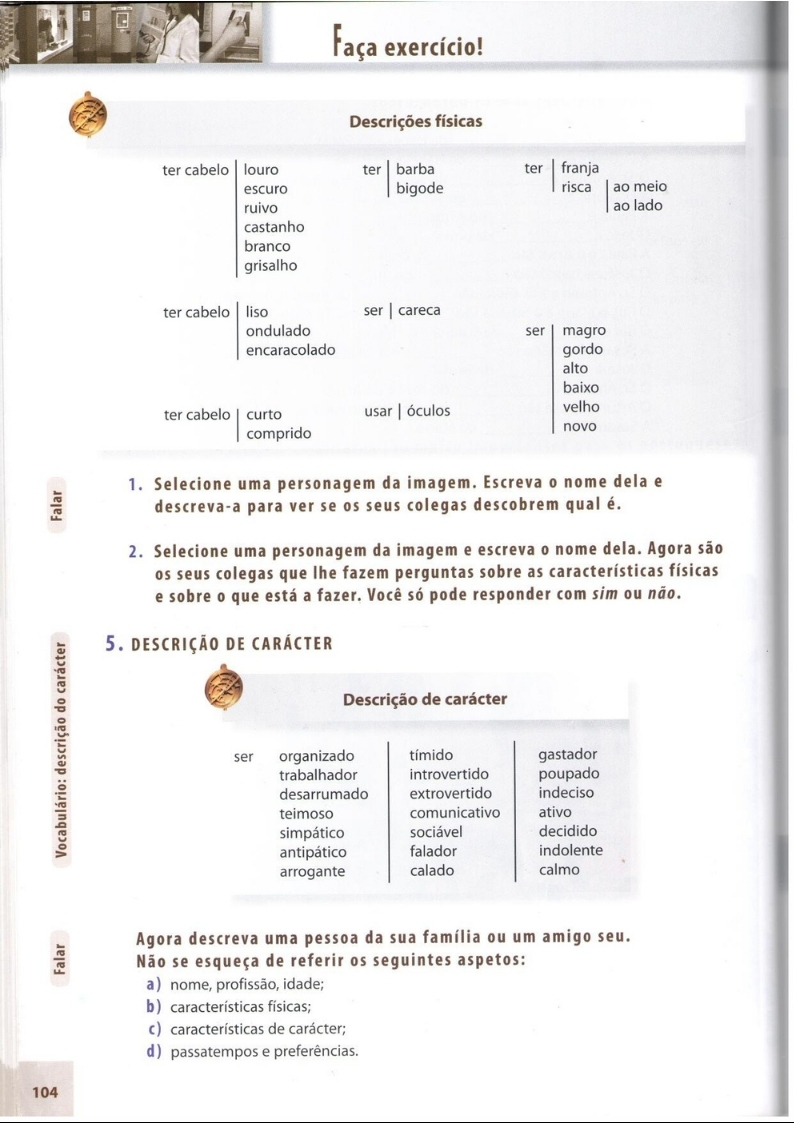 Faça exercício!
Descrições físicas
ter cabelo louro
escuro
ruivo
castanho
branco
grisalho
ter barba
bigode
ter franja
risca ao meio
ao lado
ter cabelo liso
ondulado
encaracolado
ser careca
ser magro
gordo
alto
baixo
velho
novo
ter cabelo curto
comprido
usar óculos
Falar
1. Selecione uma personagem da imagem. Escreva o nome dela e
descreva-a para ver se os seus colegas descobrem qual é.
2. Selecione uma personagem da imagem e escreva o nome dela. Agora são
os seus colegas que lhe fazem perguntas sobre as características físicas
e sobre o que está a fazer. Você só pode responder com sim ou não.
Vocabulário: descrição do carácter
5. DESCRIÇÃO DE CARÁCTER
Descrição de carácter
ser organizado
trabalhador
desarrumado
teimoso
simpático
antipático
arrogante
tímido
introvertido
extrovertido
comunicativo
sociável
falador
calado
gastador
poupado
indeciso
ativo
decidido
indolente
calmo
Falar
Agora descreva uma pessoa da sua família ou um amigo seu.
Não se esqueça de referir os seguintes aspetos:
a) nome, profissão, idade;
b) características físicas;
c) características de carácter;
d) passatempos e preferências.
104